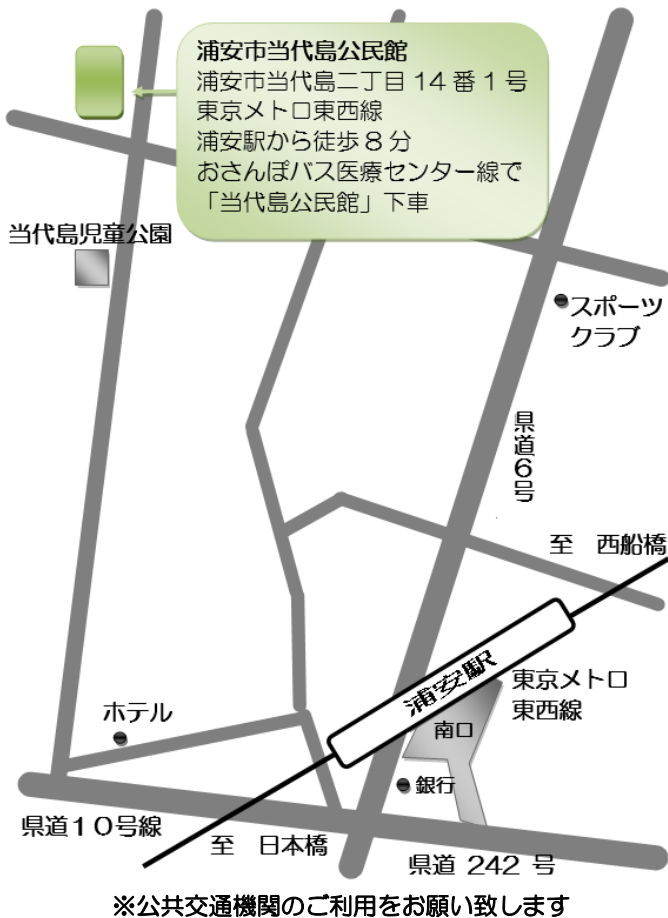 浦安市当代島公民館
浦安市当代島二丁目14番1号
東京メトロ東西線
浦安駅から徒歩8分
おさんぽバス医療センター線で
「当代島公民館」下車
当代島児童公園
スポーツ
クラブ
県道6号
至 西船橋
浦安駅
東京メトロ
東西線
南口
ホテル
銀行
県道10号線
至 日本橋
県道 242 号
※公共交通機関のご利用をお願い致します